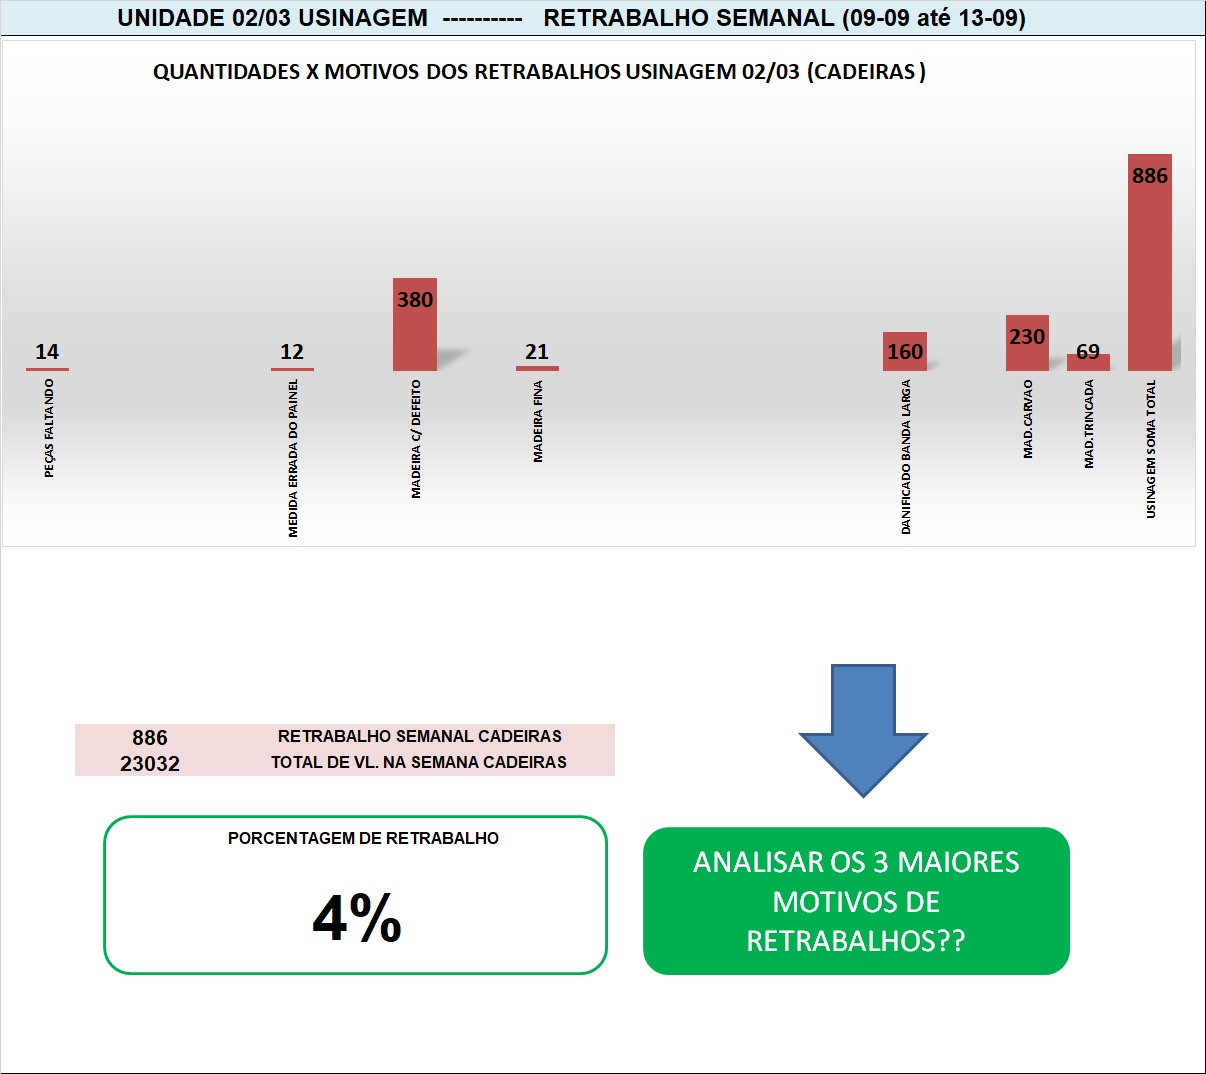 UNIDADE 02/03 USINAGEM ---------- RETRABALHO SEMANAL (09-09 até 13-09)
QUANTIDADES X MOTIVOS DOS RETRABALHOS USINAGEM 02/03 (CADEIRAS )
14
12
380
21
160
230
69
886
PEÇAS FALTANDO
MEDIDA ERRADA DO PAINEL
MADEIRA C/ DEFEITO
MADEIRA FINA
DANIFICADO BANDA LARGA
MAD.CARVAO
MAD.TRINCADA
USINAGEM SOMA TOTAL
886 RETRABALHO SEMANAL CADEIRAS
23032 TOTAL DE VL. NA SEMANA CADEIRAS
PORCENTAGEM DE RETRABALHO
4%
ANALISAR OS 3 MAIORES
MOTIVOS DE
RETRABALHOS??